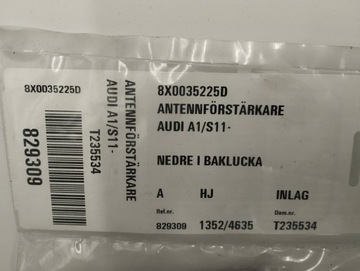 8X0035225D
829309
T235534
AUDI A1/S11-
ANTENNFÖRSTÄRKARE
8X0035225D
ANTENNFÖRSTÄRKARE
AUDI A1/S11-
NEDRE I BAKLUCKA
A HJ INLAG
Ref.nr. Dem.nr.
829309 1352/4635 T235534